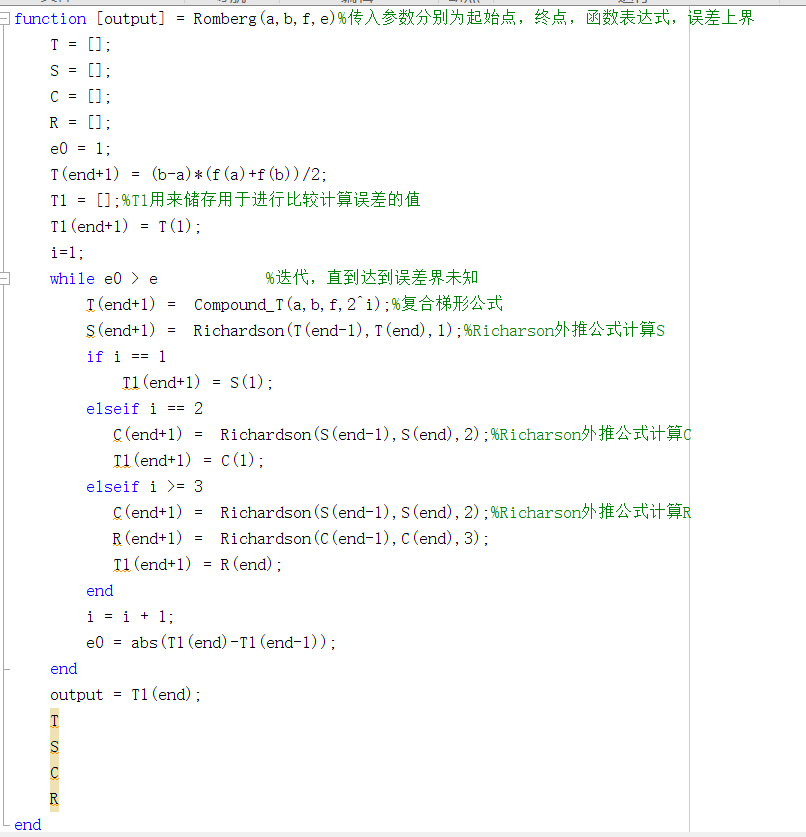 function [output] = Romberg(a,b,f,e)%传入参数分别为起始点，终点，函数表达式，误差上界
T = [];
S = [];
C = [];
R = [];
e0 = 1;
T(end+1) = (b-a)*(f(a)+f(b))/2;
T1 = [];%T1用来储存用于进行比较计算误差的值
T1(end+1) = T(1);
i=1;
while e0 > e %迭代，直到达到误差界未知
T(end+1) = Compound_T(a,b,f,2^i);%复合梯形公式
S(end+1) = Richardson(T(end-1),T(end),1);%Richarson外推公式计算S
if i == 1
T1(end+1) = S(1);
elseif i == 2
C(end+1) = Richardson(S(end-1),S(end),2);%Richarson外推公式计算C
T1(end+1) = C(1);
elseif i >= 3
C(end+1) = Richardson(S(end-1),S(end),2);%Richarson外推公式计算R
R(end+1) = Richardson(C(end-1),C(end),3);
T1(end+1) = R(end);
end
i = i + 1;
e0 = abs(T1(end)-T1(end-1));
end
output = T1(end);
T
S
C
R
end